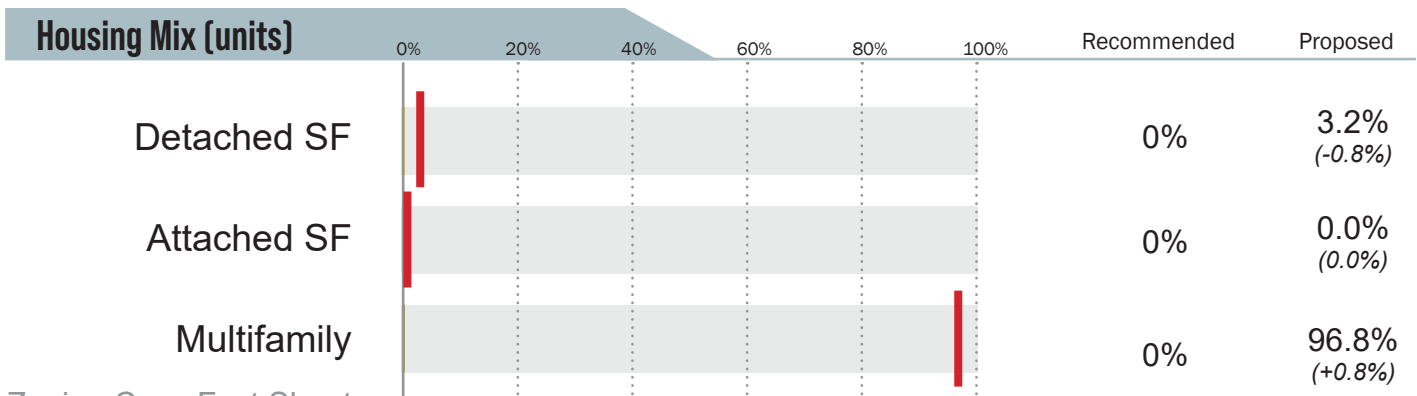 Housing Mix (units) 0% 20% 40% 60% 80% 100% Recommended Proposed
Detached SF 0% 3.2%
(-0.8%)
Attached SF 0% 0.0%
(0.0%)
Multifamily 0% 96.8%
(+0.8%)